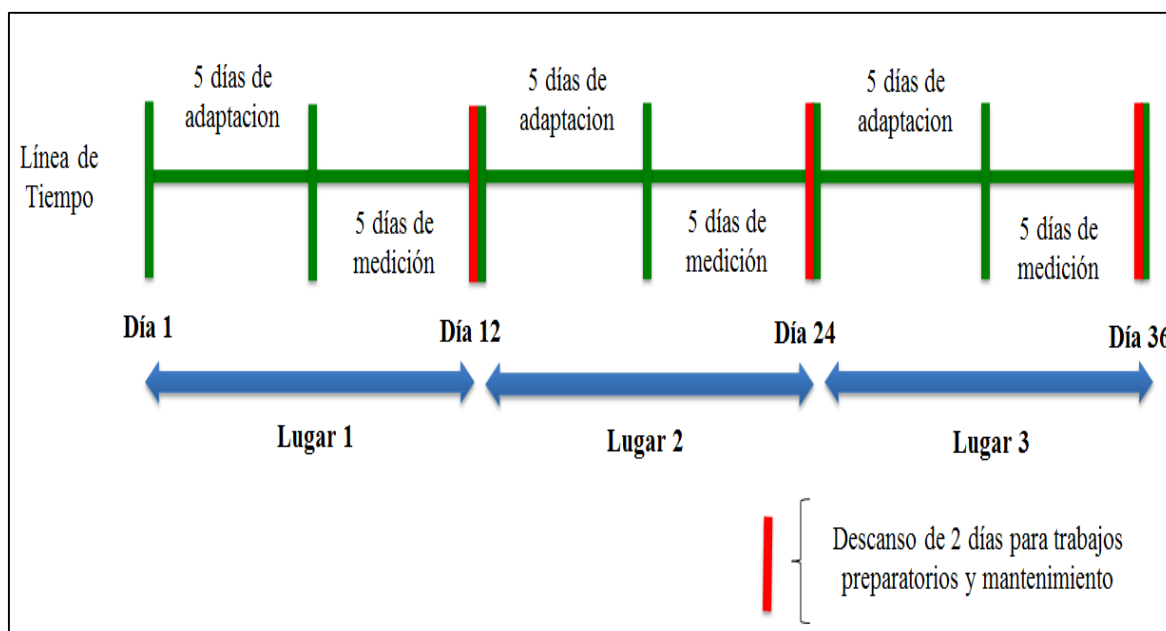 5 días de
adaptacion
5 días de
adaptacion
5 días de
adaptacion
Línea de
Tiempo
5 días de
medición
5 días de
medición
5 días de
medición
Día 1
Día 12
Día 24
Día 36
Lugar 1
Lugar 2
Lugar 3
Descanso de 2 días para trabajos
preparatorios y mantenimiento